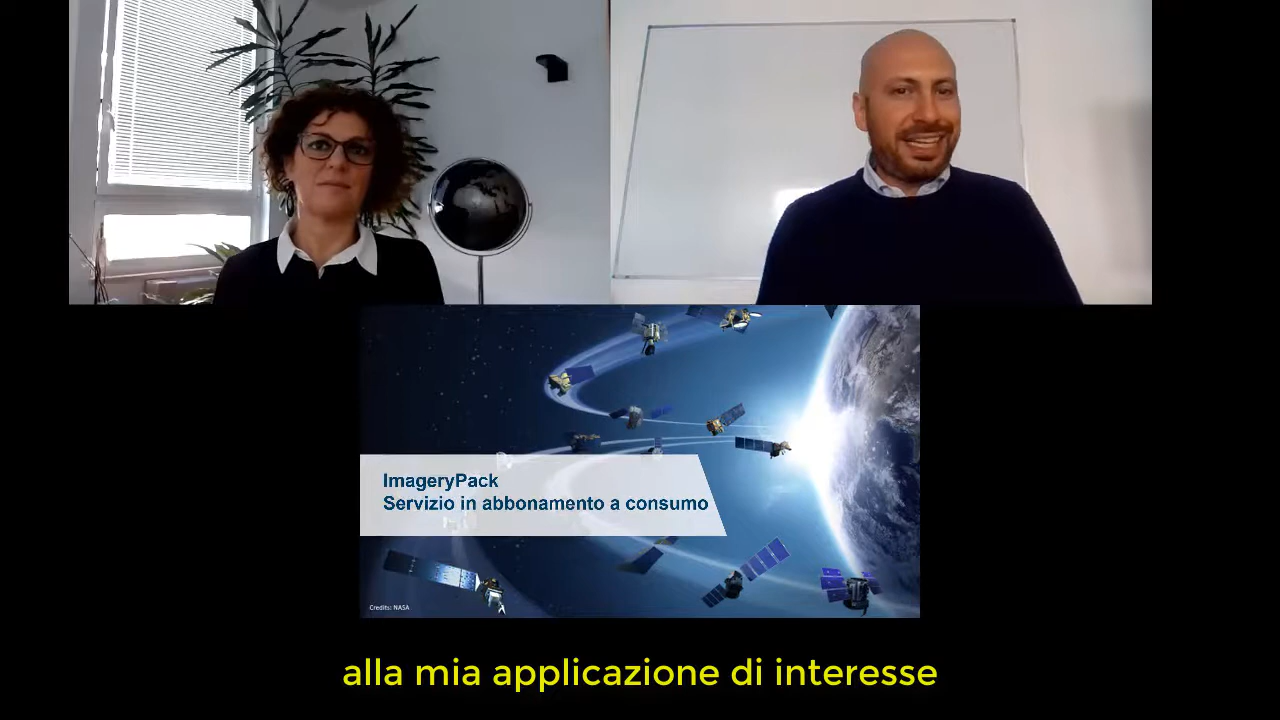 ImageryPack
Servizio in abbonamento a consumo
Credits: NASA
alla mia applicazione di interesse